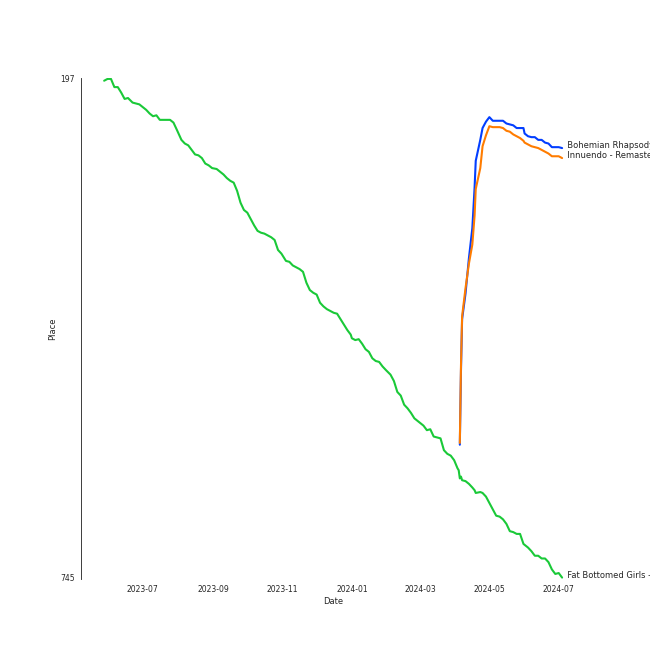 197
Bohemian Rhapsod
Innuendo - Remaste
Place
Fat Bottomed Girls -
745
2023-07 2023-09 2023-11 2024-01 2024-03 2024-05 2024-07
Date